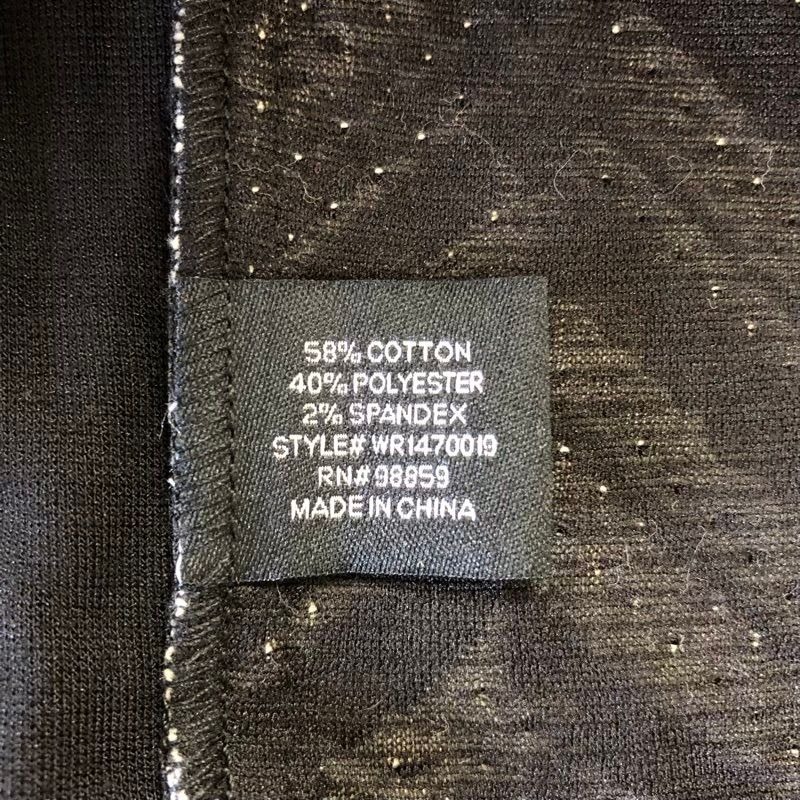 58% COTTON
40% POLYESTER
2% SPANDEX
STYLE# WR1470019
RN#98859
MADE IN CHINA